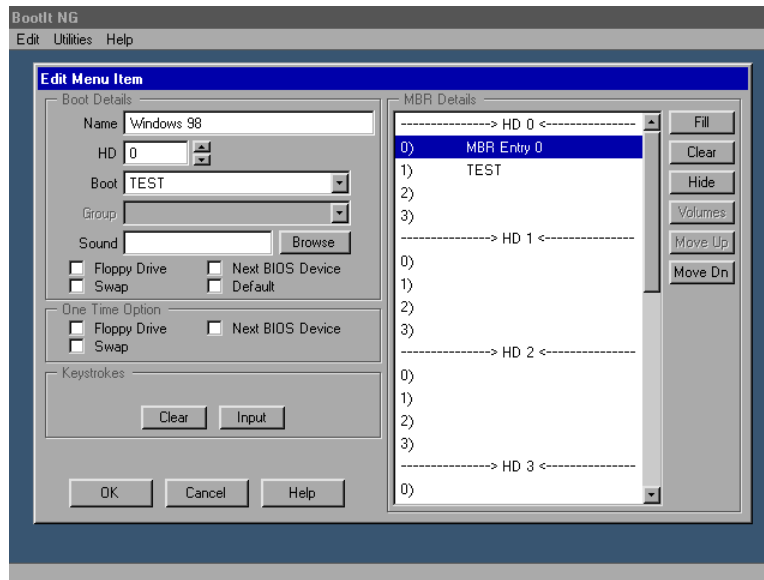 BootIt NG
Edit Utilities Help
Edit Menu Item
Boot Details
Name Windows 98
HD 0
Boot TEST
Group
Sound Browse
Floppy Drive Next BIOS Device
Swap Default
One Time Option
Floppy Drive Next BIOS Device
Swap
Keystrokes
Clear Input
OK Cancel Help
MBR Details
----------------> HD 0 <----------------
0) MBR Entry 0
1) TEST
2)
3)
----------------> HD 1 <----------------
0)
1)
2)
3)
----------------> HD 2 <----------------
0)
1)
2)
3)
----------------> HD 3 <----------------
0)
Fill
Clear
Hide
Volumes
Move Up
Move Dn